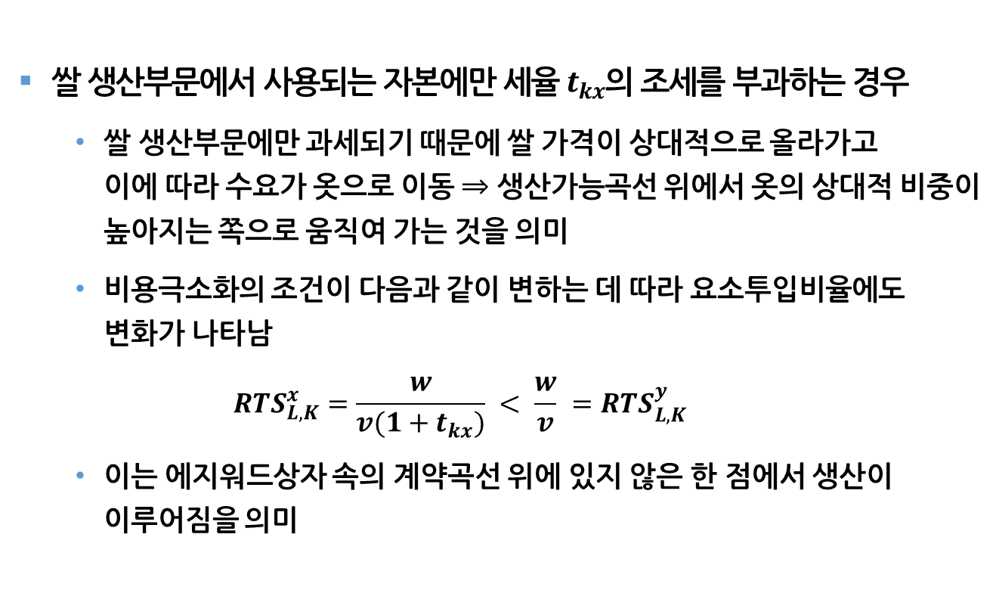 ▪ 쌀 생산부문에서 사용되는 자본에만 세율 t_{kx}의 조세를 부과하는 경우
• 쌀 생산부문에만 과세되기 때문에 쌀 가격이 상대적으로 올라가고
이에 따라 수요가 옷으로 이동 ⇒ 생산가능곡선 위에서 옷의 상대적 비중이
높아지는 쪽으로 움직여 가는 것을 의미
• 비용극소화의 조건이 다음과 같이 변하는 데 따라 요소투입비율에도
변화가 나타남
RTS^x_{L,K} = w / v(1 + t_{kx}) < w / v = RTS^y_{L,K}
• 이는 에지워드상자 속의 계약곡선 위에 있지 않은 한 점에서 생산이
이루어짐을 의미